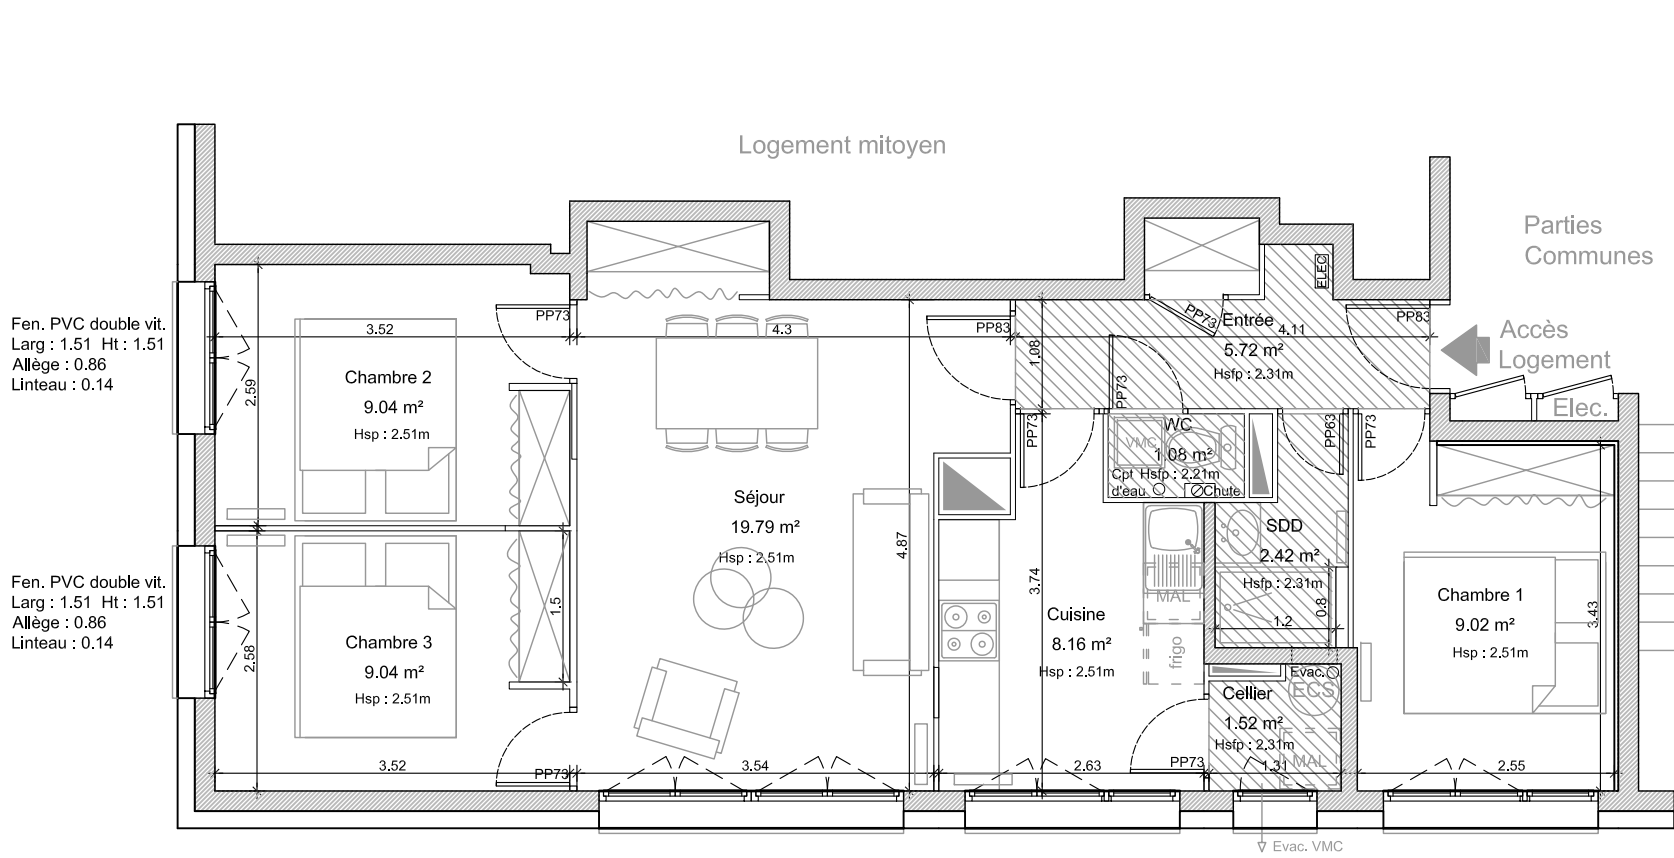 Logement mitoyen
Parties
Communes
Accès
Logement
Elec.
Fen. PVC double vit.
Larg : 1.51 Ht : 1.51
Allège : 0.86
Linteau : 0.14
Fen. PVC double vit.
Larg : 1.51 Ht : 1.51
Allège : 0.86
Linteau : 0.14
3.52
PP73
2.59
Chambre 2
9.04 m²
Hsp : 2.51m
Chambre 3
9.04 m²
Hsp : 2.51m
2.58
1.5
3.52
PP73
4.3
PP83
Séjour
19.79 m²
Hsp : 2.51m
4.87
3.54
ELEC
PP73
Entrée
4.11
5.72 m²
Hsfp : 2.31m
PP83
1.08
PP73
PP73
PP63
PP73
WC
VMC
1.08 m²
Cpt
Hsfp : 2.21m
d'eau
Chute
SDD
2.42 m²
Hsfp : 2.31m
0.8
1.2
Cuisine
8.16 m²
Hsp : 2.51m
3.74
MAL
frigo
2.63
PP73
Evac.
ECS
Cellier
1.52 m²
Hsfp : 2.31m
MAL
1.31
Chambre 1
9.02 m²
Hsp : 2.51m
3.43
2.55
Evac. VMC